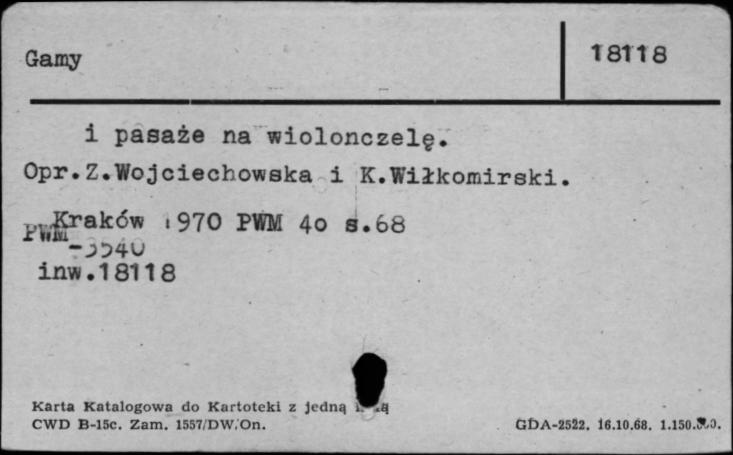 Gamy
18118
i pasaże na wiolonczelę.
Opr.Z.Wojciechowska i K.Wiłkomirski.
Kraków 1970 PWM 4o s.68
PWM-3540
inw.18118
Karta Katalogowa do Kartoteki z jedną
CWD B-15c. Zam. 1557/DW/On.
GDA-2522. 16.10.68.